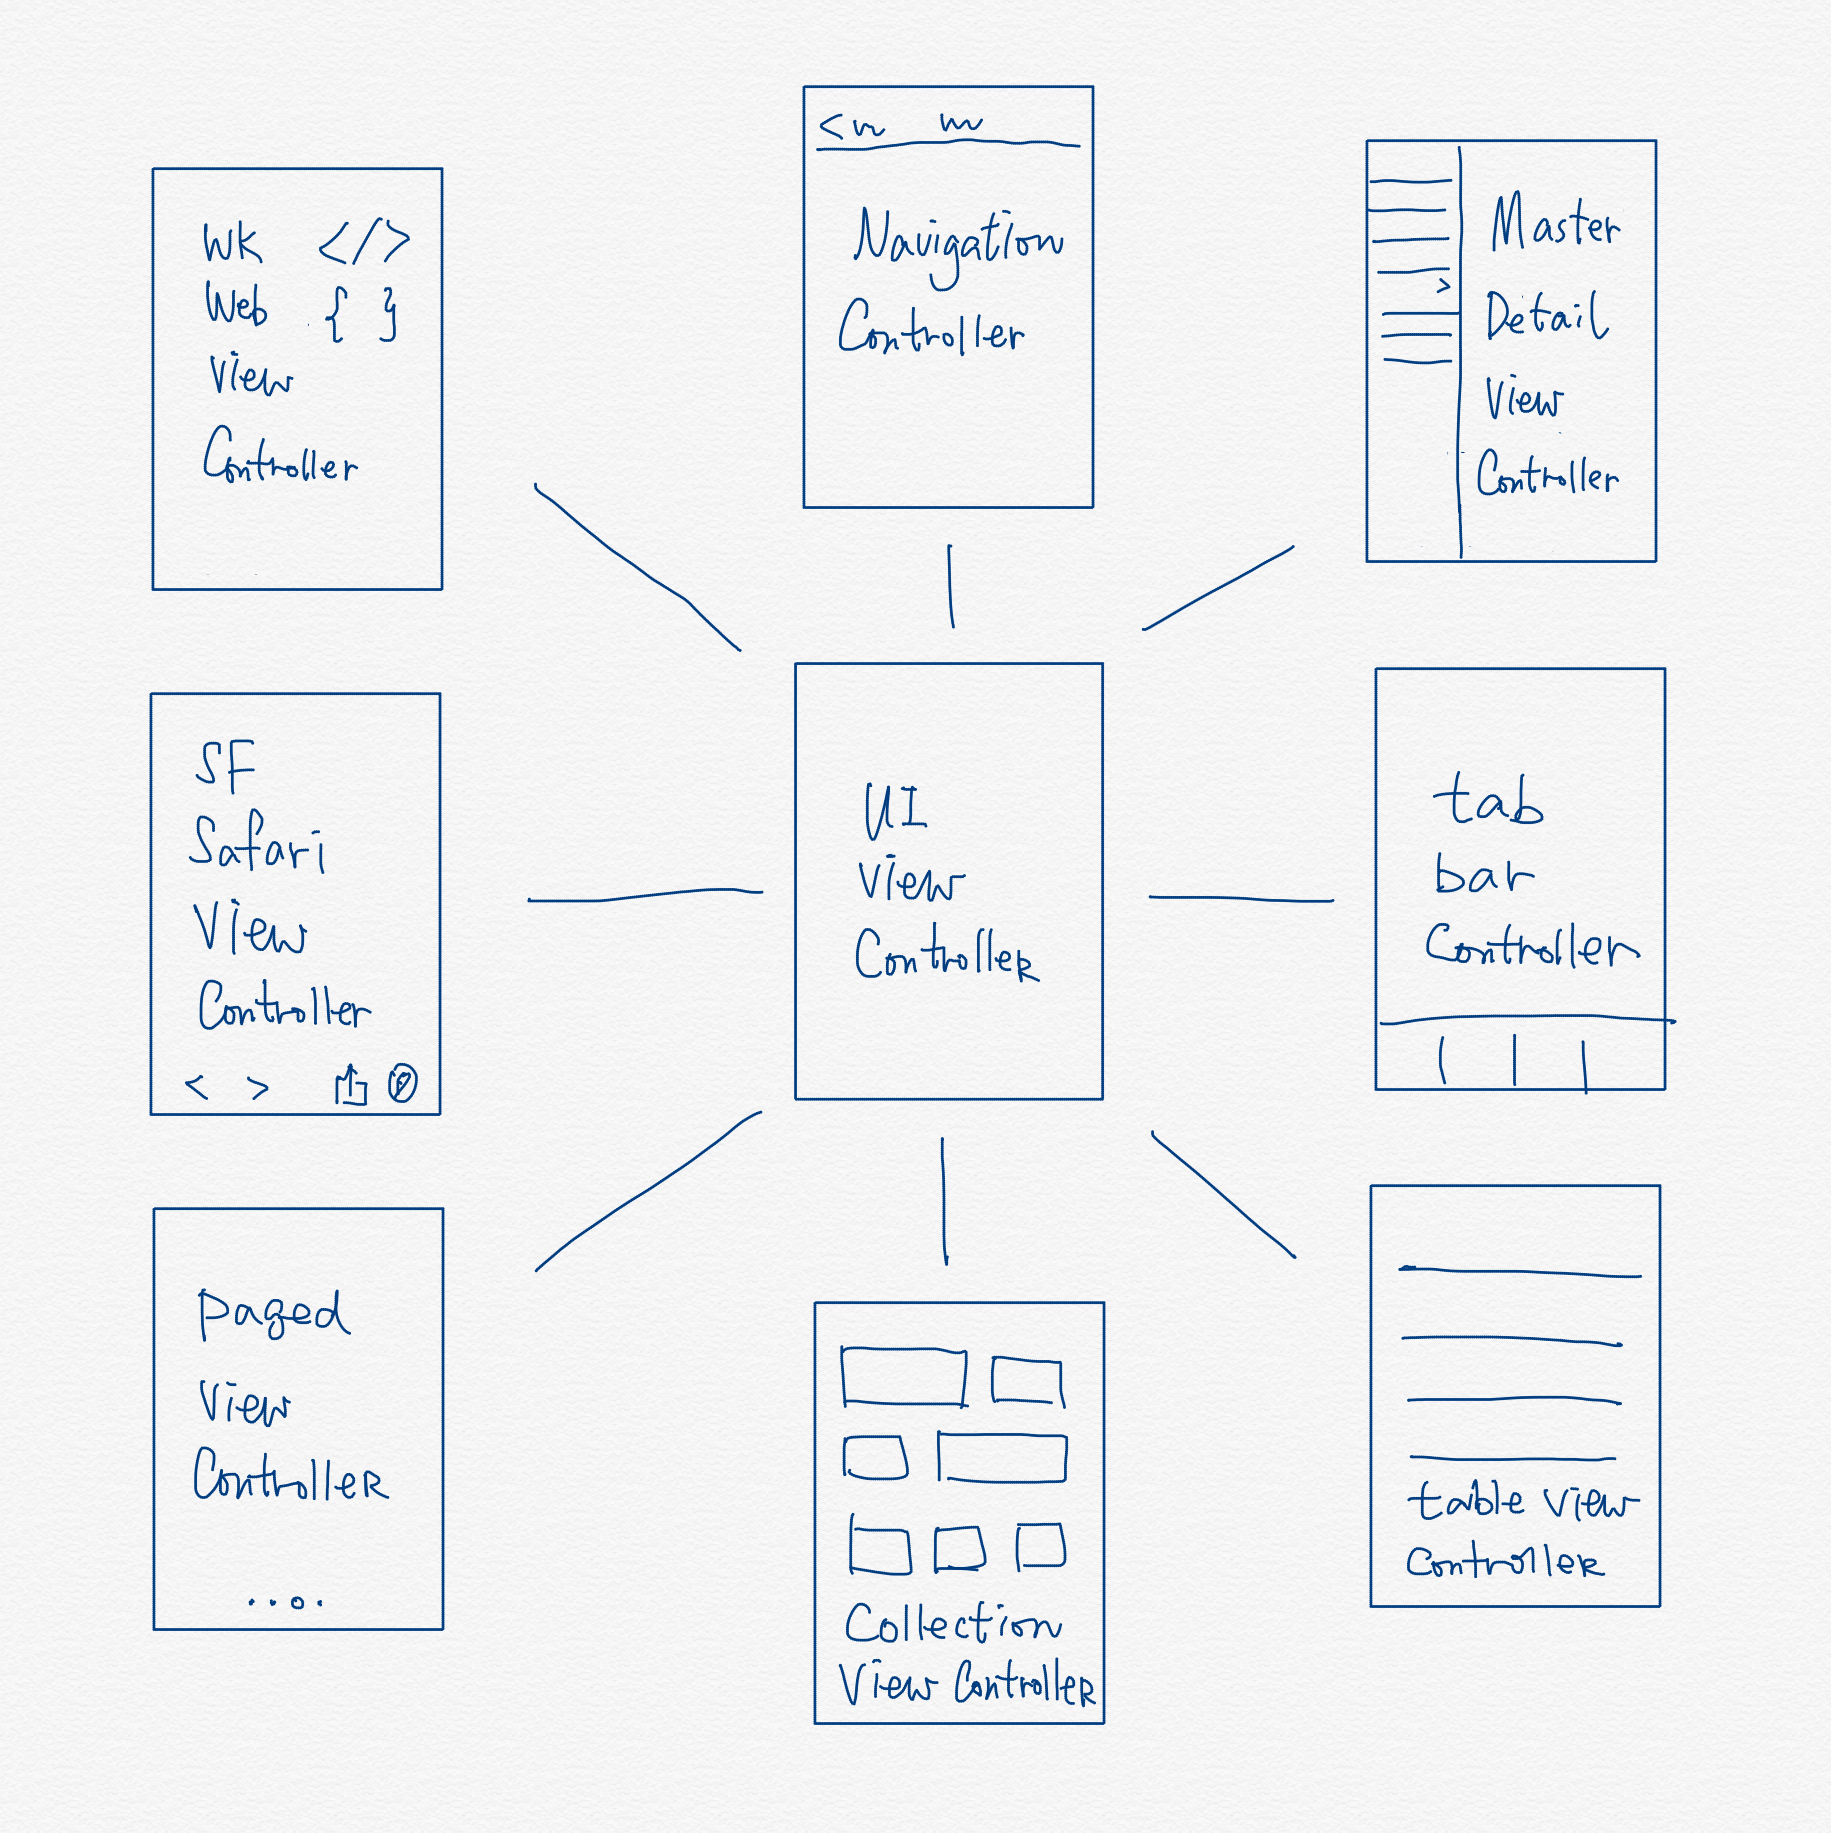 Navigation
Controller
WK </>
Web { }
View
Controller
Master
Detail
View
Controller
SF
Safari
View
Controller
< >
UI
View
Controller
tab
bar
Controller
paged
View
Controller
Collection
View Controller
table view
controller